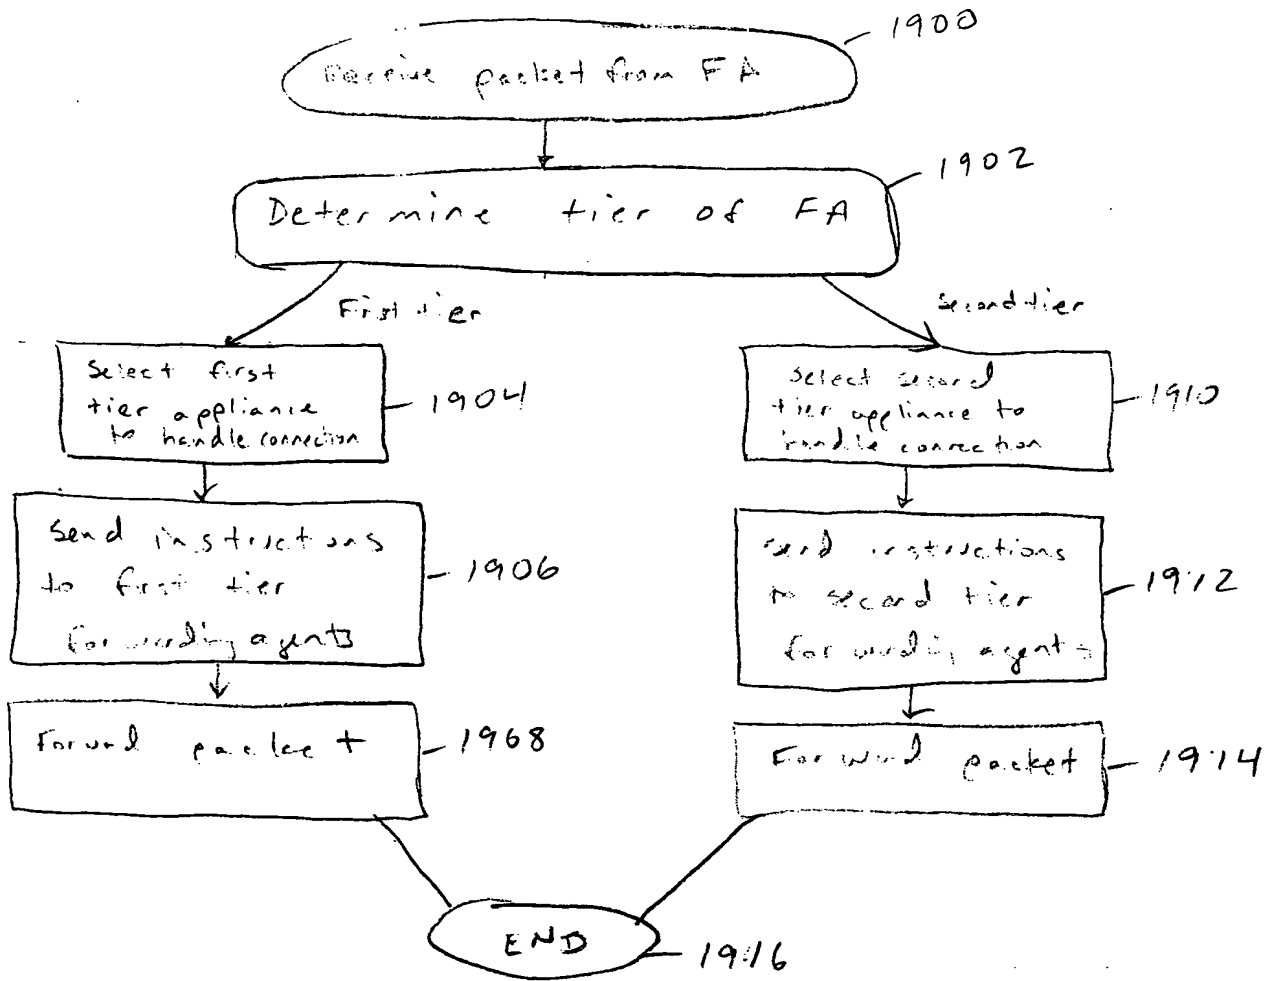 1900
Receive packet from FA
1902
Determine tier of FA
First tier
Second tier
Select first
tier appliance
to handle connection
1904
Select second
tier appliance to
handle connection
1910
Send instructions
to first tier
forwarding agents
1906
Send instructions
to second tier
forwarding agents
1912
Forward packet
1968
Forward packet
1914
END
1916